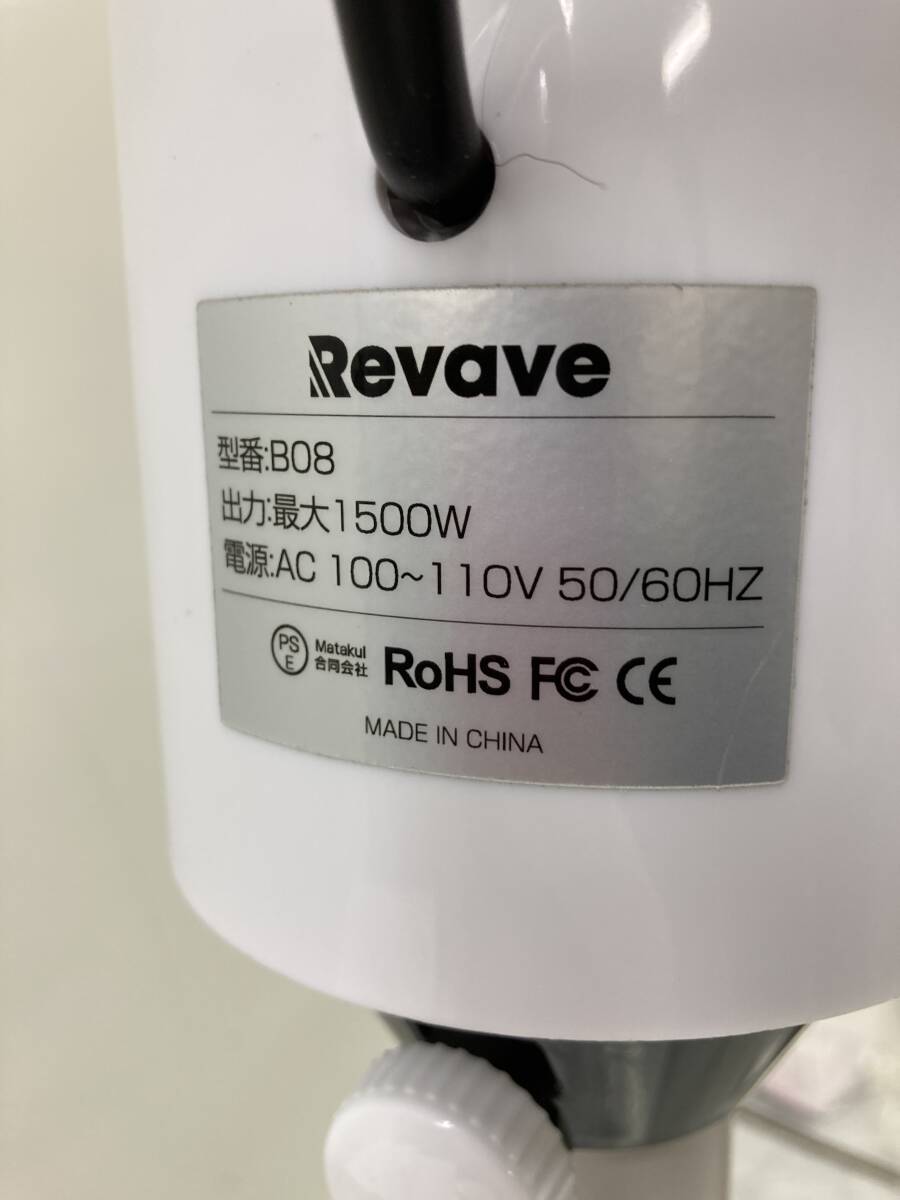 Revave
型番:B08
出力:最大1500W
電源:AC 100~110V 50/60HZ
PS
E
Matakul
合同会社
RoHS FC CE
MADE IN CHINA